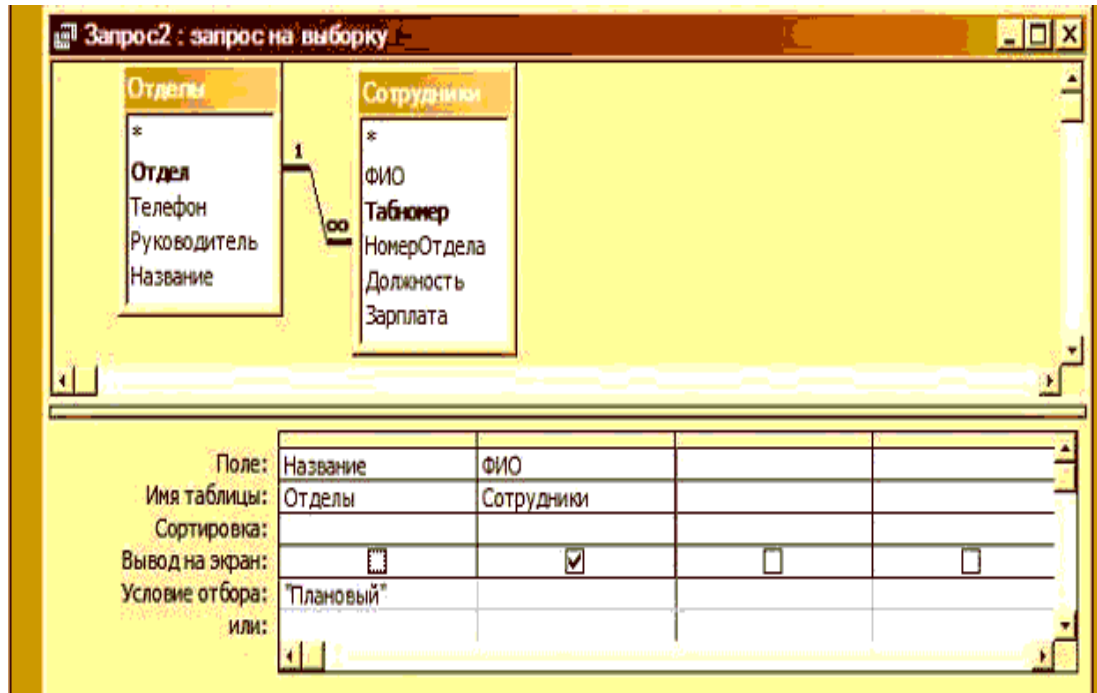 Запрос2 : запрос на выборку
Отделы
*
Отдел
Телефон
Руководитель
Название
1
∞
Сотрудники
*
ФИО
Табномер
НомерОтдела
Должность
Зарплата
Поле: Название ФИО
Имя таблицы: Отделы Сотрудники
Сортировка:
Вывод на экран:
Условие отбора: "Плановый"
или: